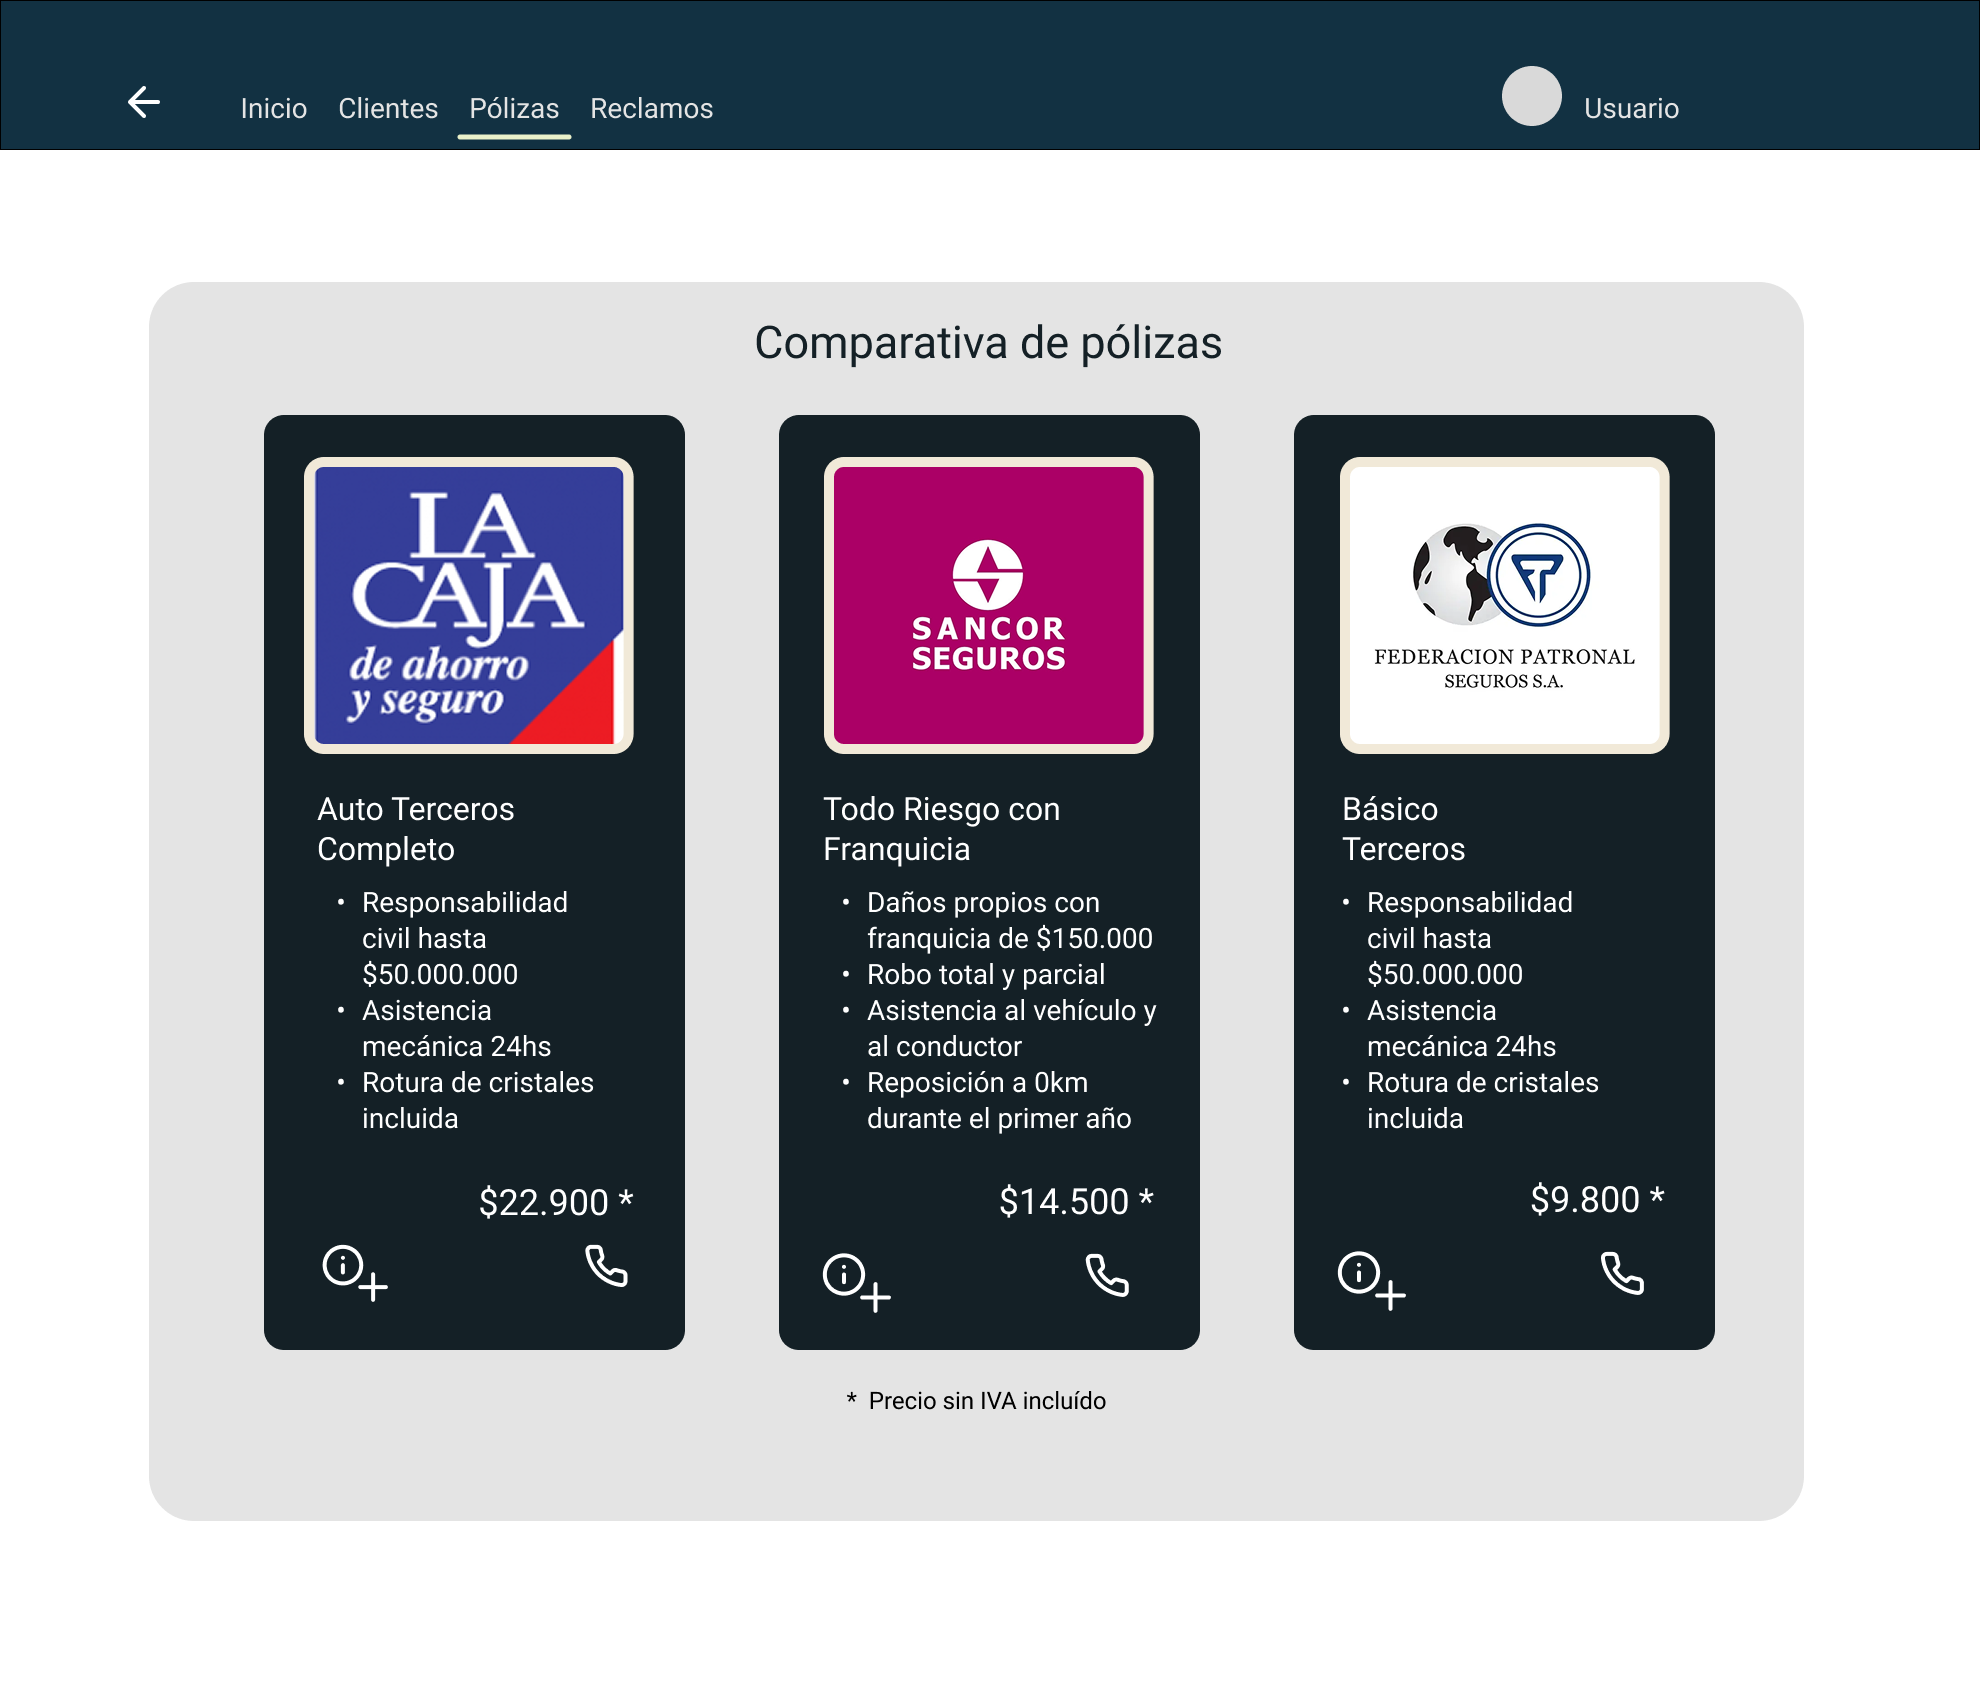 Inicio Clientes Pólizas Reclamos Usuario
Comparativa de pólizas
LA
CAJA
de ahorro
y seguro
Auto Terceros
Completo
• Responsabilidad
civil hasta
$50.000.000
• Asistencia
mecánica 24hs
• Rotura de cristales
incluida
$22.900 *
SANCOR
SEGUROS
Todo Riesgo con
Franquicia
• Daños propios con
franquicia de $150.000
• Robo total y parcial
• Asistencia al vehículo y
al conductor
• Reposición a 0km
durante el primer año
$14.500 *
FEDERACION PATRONAL
SEGUROS S.A.
Básico
Terceros
• Responsabilidad
civil hasta
$50.000.000
• Asistencia
mecánica 24hs
• Rotura de cristales
incluida
$9.800 *
* Precio sin IVA incluído